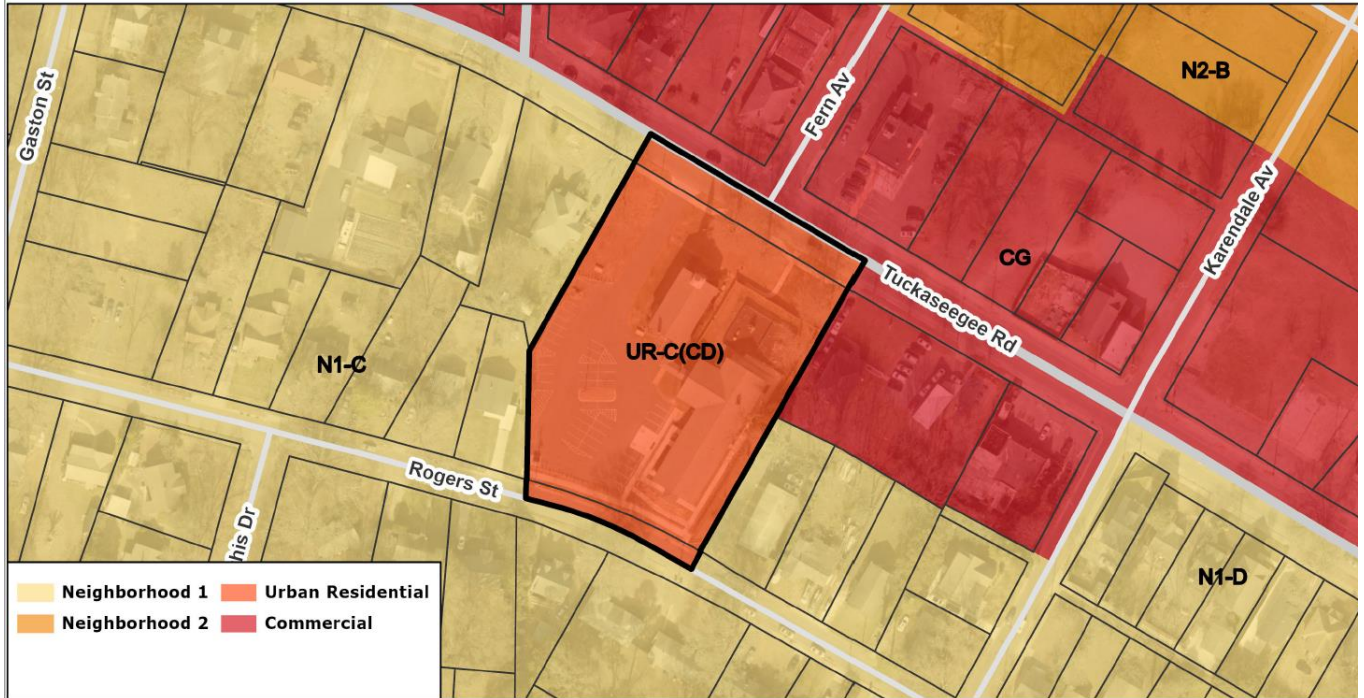 Gaston St
Fern Av
N2-B
Karendale Av
CG
Tuckaseegee Rd
UR-C(CD)
N1-C
Rogers St
his Dr
N1-D
Neighborhood 1
Urban Residential
Neighborhood 2
Commercial